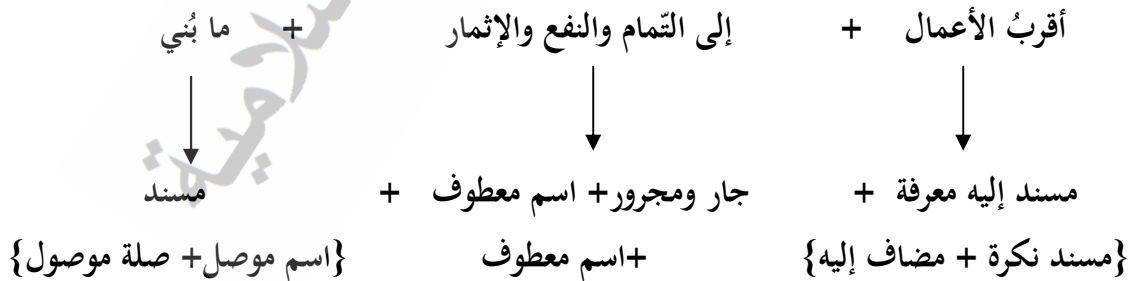 أقربُ الأعمال + إلى التّمام والنفع والإثمار + ما بُني
مسند إليه معرفة + جار ومجرور+ اسم معطوف + مسند
{مسند نكرة + مضاف إليه} +اسم معطوف {اسم موصل+ صلة موصول}